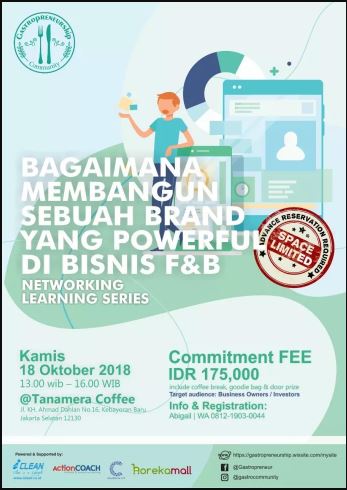 GASTROPRENEURSHIP
Community
BAGAIMANA
MEMBANGUN
SEBUAH BRAND
YANG POWERFUL
DI BISNIS F&B
NETWORKING
LEARNING SERIES
ADVANCE RESERVATION REQUIRED
SPACE
LIMITED
Kamis
18 Oktober 2018
13.00 wib – 16.00 WIB
@Tanamera Coffee
Jl. KH. Ahmad Dahlan No.16, Kebayoran Baru
Jakarta Selatan 12130
Commitment FEE
IDR 175,000
include coffee break, goodie bag & door prize
Target audience: Business Owners / Investors
Info & Registration:
Abigail | WA 0812-1903-0044
Powered & Supported by:
iCLEAN
ActionCOACH
Horekamall
https://gastropreneur.wixsite.com/mysite
@Gastropreneur
@gastrocommunity